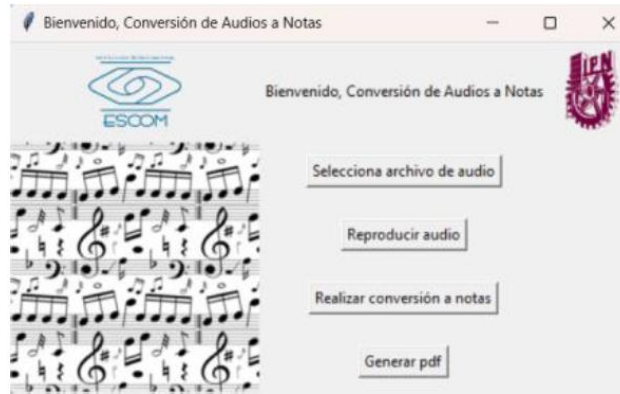 Bienvenido, Conversión de Audios a Notas
ESCOM
Bienvenido, Conversión de Audios a Notas
IPN
Selecciona archivo de audio
Reproducir audio
Realizar conversión a notas
Generar pdf